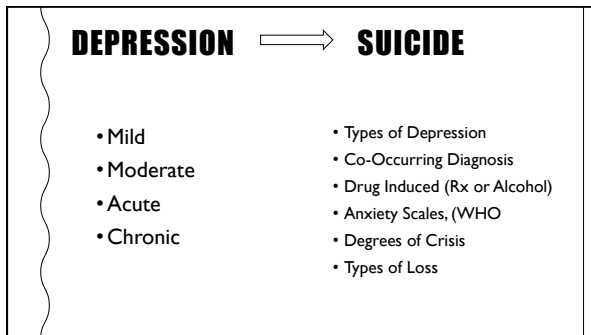 DEPRESSION SUICIDE
• Mild
• Moderate
• Acute
• Chronic
• Types of Depression
• Co-Occurring Diagnosis
• Drug Induced (Rx or Alcohol)
• Anxiety Scales, (WHO
• Degrees of Crisis
• Types of Loss